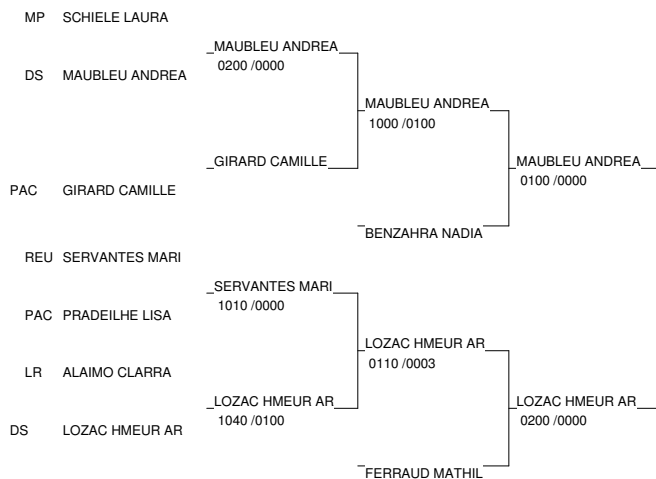 MP SCHIELE LAURA
MAUBLEU ANDREA
0200 /0000
DS MAUBLEU ANDREA
MAUBLEU ANDREA
1000 /0100
GIRARD CAMILLE
MAUBLEU ANDREA
0100 /0000
PAC GIRARD CAMILLE
BENZAHRA NADIA
REU SERVANTES MARI
SERVANTES MARI
1010 /0000
PAC PRADEILHE LISA
LOZAC HMEUR AR
0110 /0003
LR ALAIMO CLARRA
LOZAC HMEUR AR
1040 /0100
LOZAC HMEUR AR
0200 /0000
DS LOZAC HMEUR AR
FERRAUD MATHIL